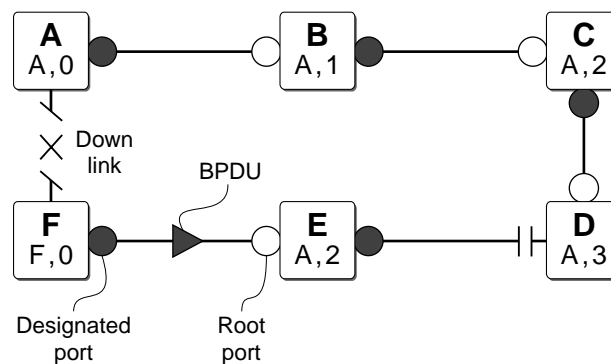 A
A,0
B
A,1
C
A,2
Down
link
BPDU
F
F,0
E
A,2
D
A,3
Designated
port
Root
port